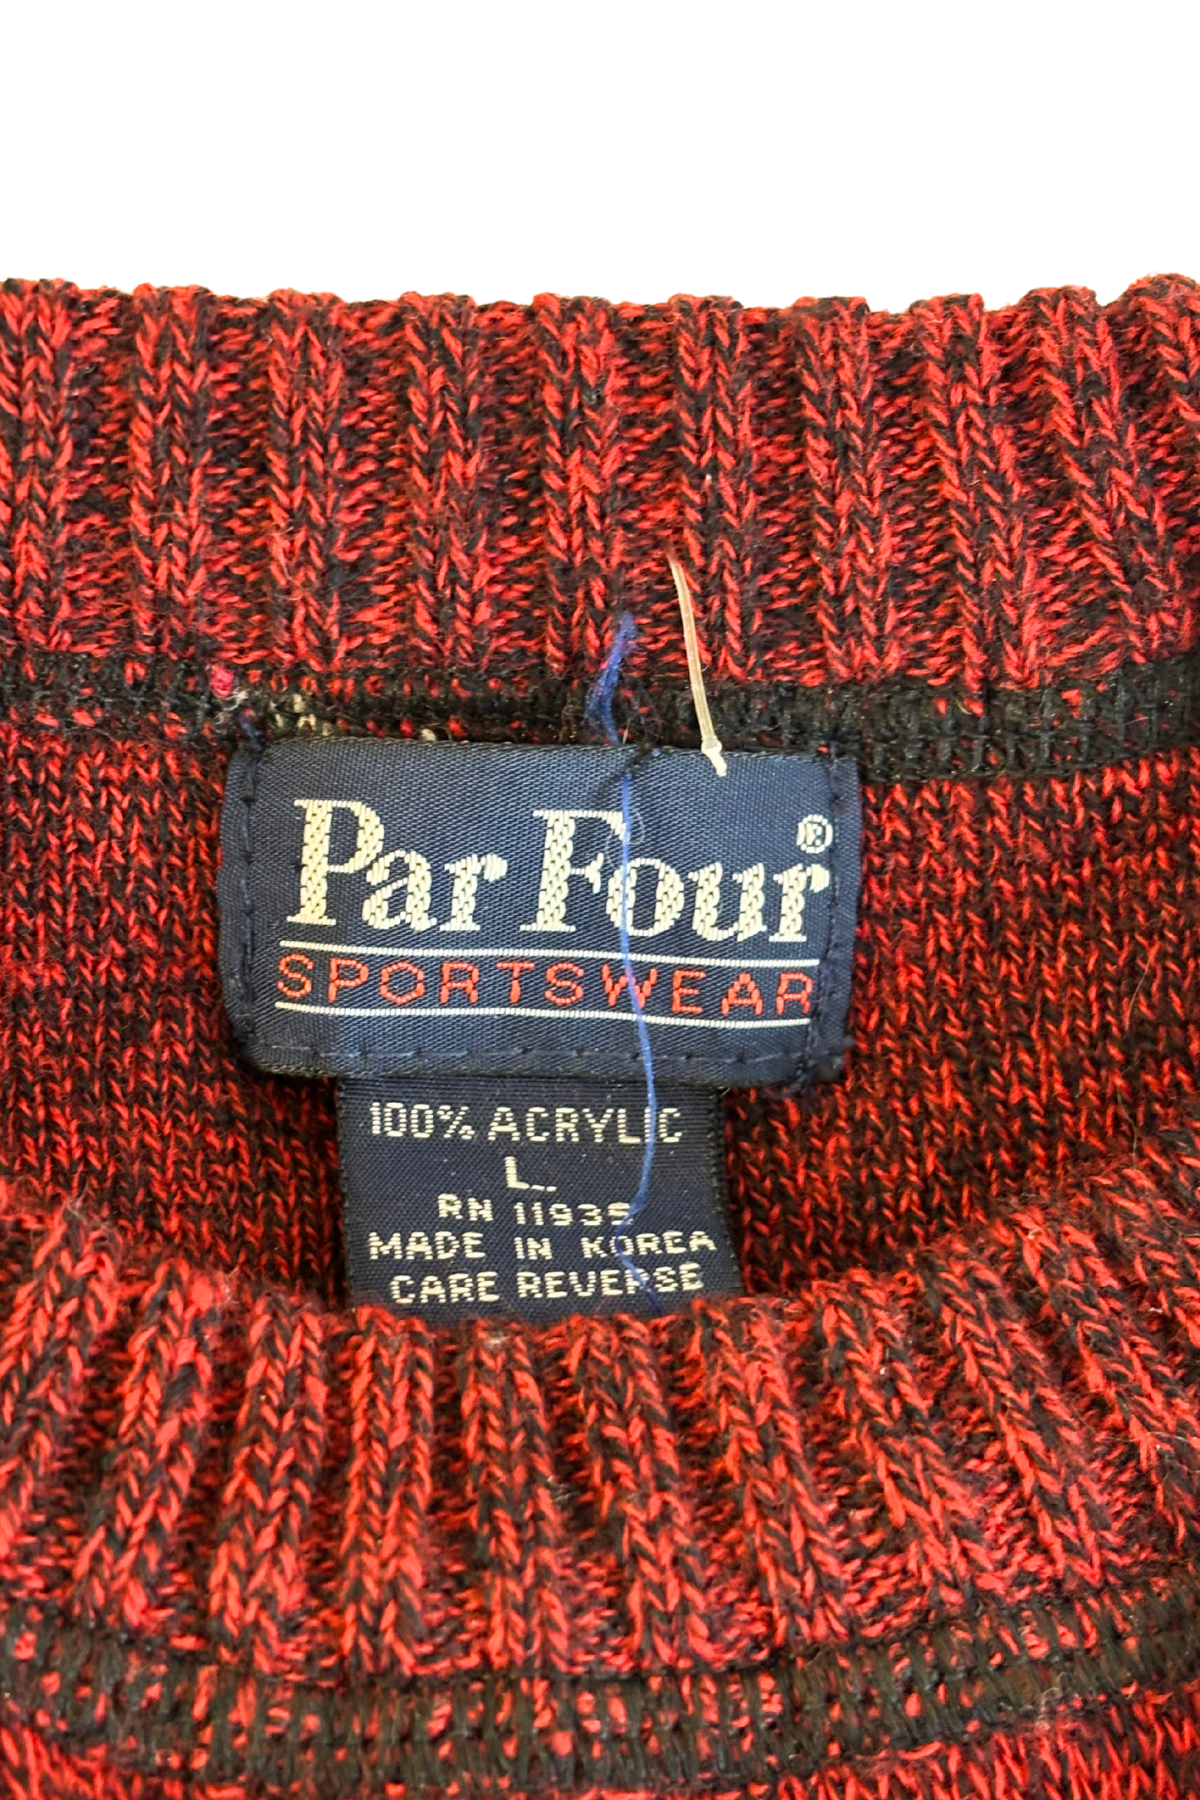 Par Four®
SPORTSWEAR
100% ACRYLIC
L
RN 11935
MADE IN KOREA
CARE REVERSE